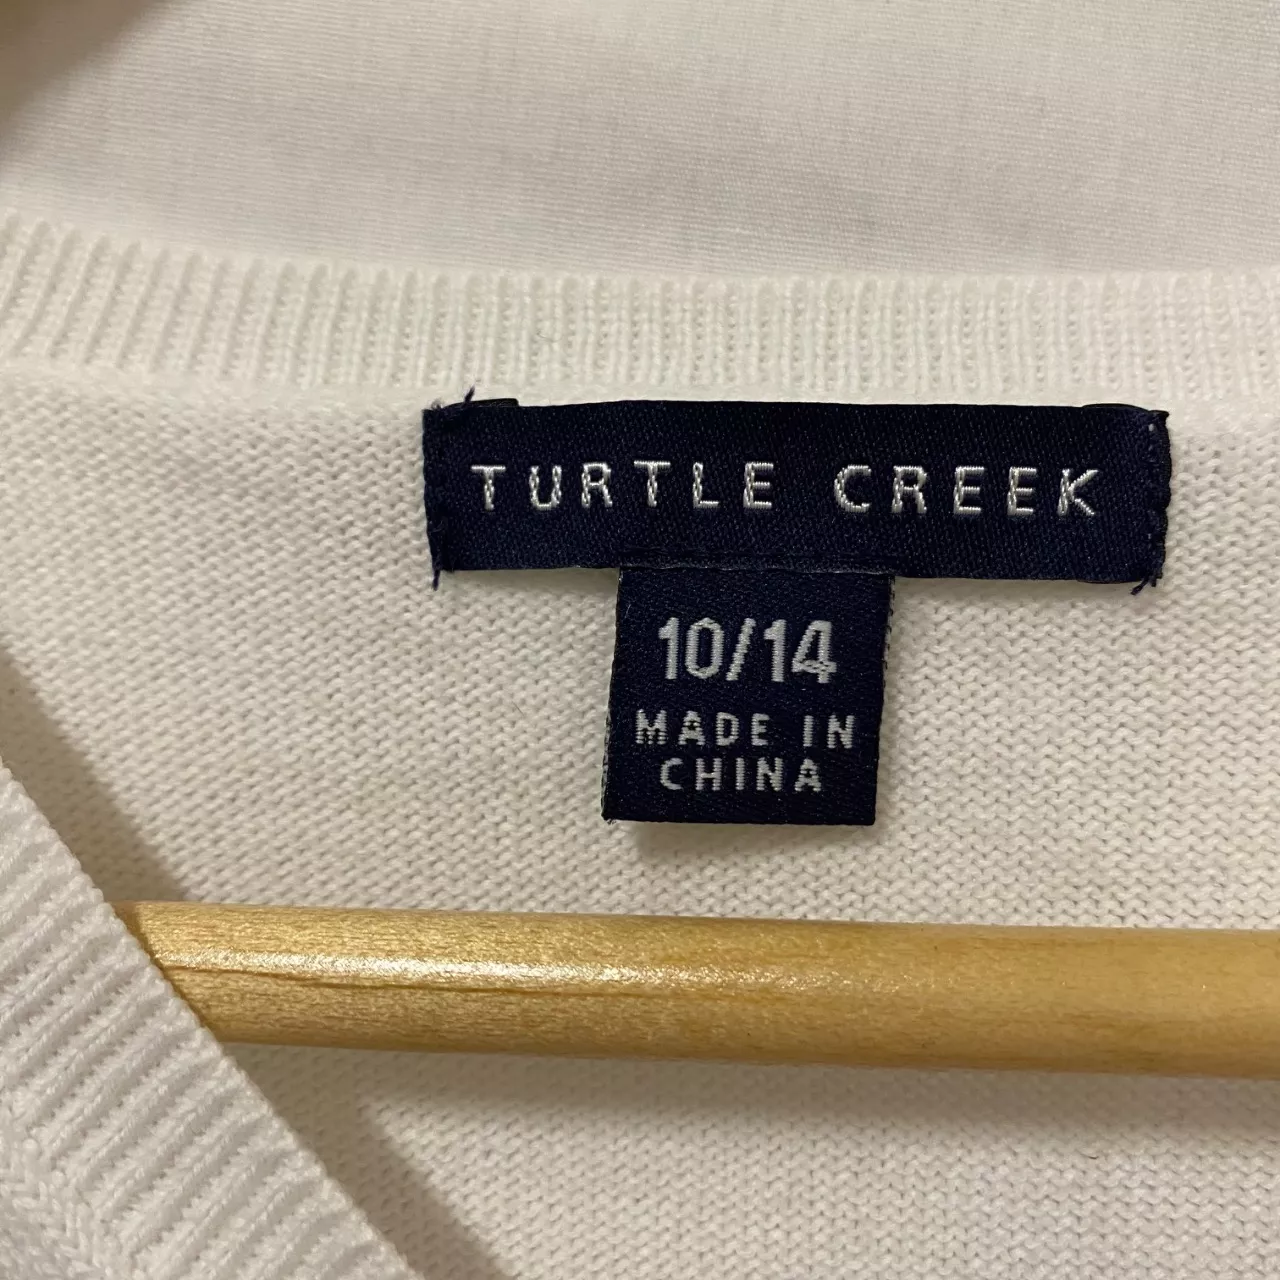 TURTLE CREEK
10/14
MADE IN
CHINA